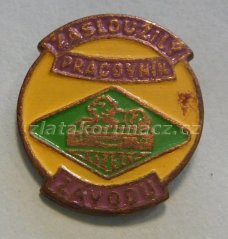 ZASLOUŽILÝ
PRACOVNÍK
zlatakorunacz.cz
ZÁVODU